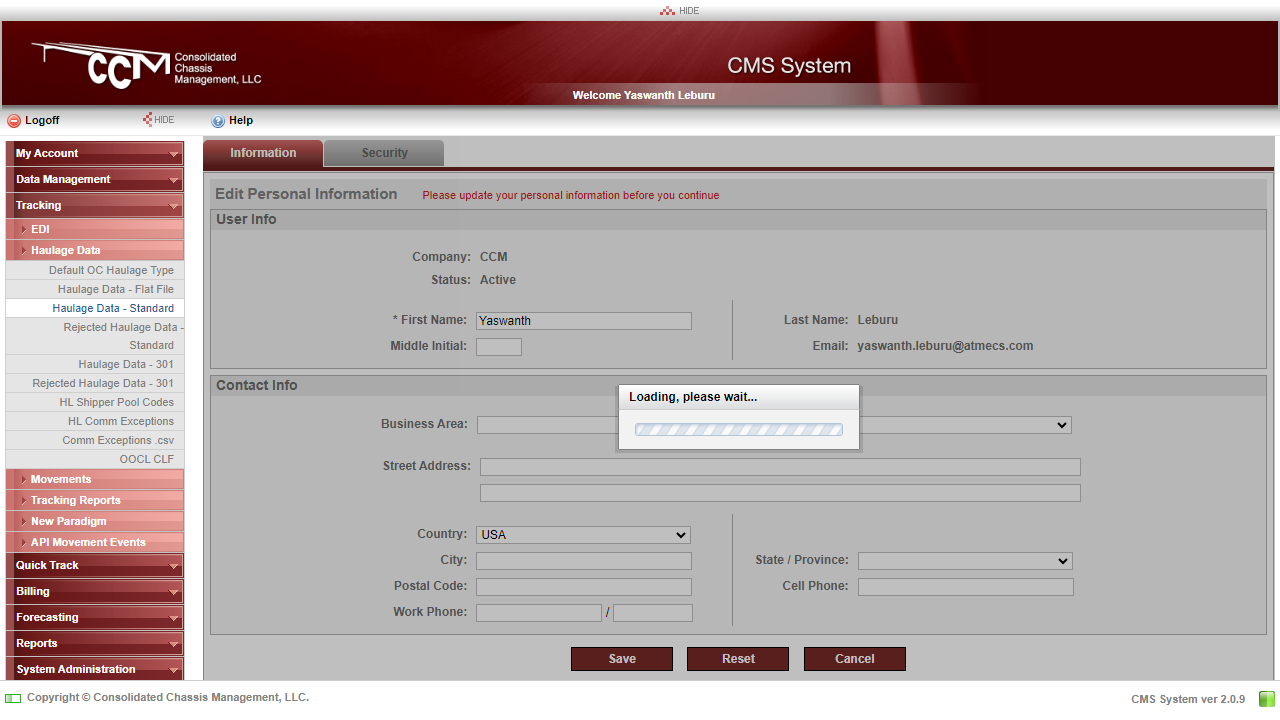 HIDE
CCM Consolidated
Chassis
Management, LLC
CMS System
Welcome Yaswanth Leburu
Logoff
HIDE
Help
My Account
Data Management
Tracking
EDI
Haulage Data
Default OC Haulage Type
Haulage Data - Flat File
Haulage Data - Standard
Rejected Haulage Data -
Standard
Haulage Data - 301
Rejected Haulage Data - 301
HL Shipper Pool Codes
HL Comm Exceptions
Comm Exceptions .csv
OOCL CLF
Movements
Tracking Reports
New Paradigm
API Movement Events
Quick Track
Billing
Forecasting
Reports
System Administration
Information Security
Edit Personal Information Please update your personal information before you continue
User Info
Company: CCM
Status: Active
* First Name: Yaswanth Last Name: Leburu
Middle Initial: Email: yaswanth.leburu@atmecs.com
Contact Info
Loading, please wait...
Business Area:
Street Address:
Country: USA
City: State / Province:
Postal Code: Cell Phone:
Work Phone: /
Save Reset Cancel
Copyright © Consolidated Chassis Management, LLC.
CMS System ver 2.0.9